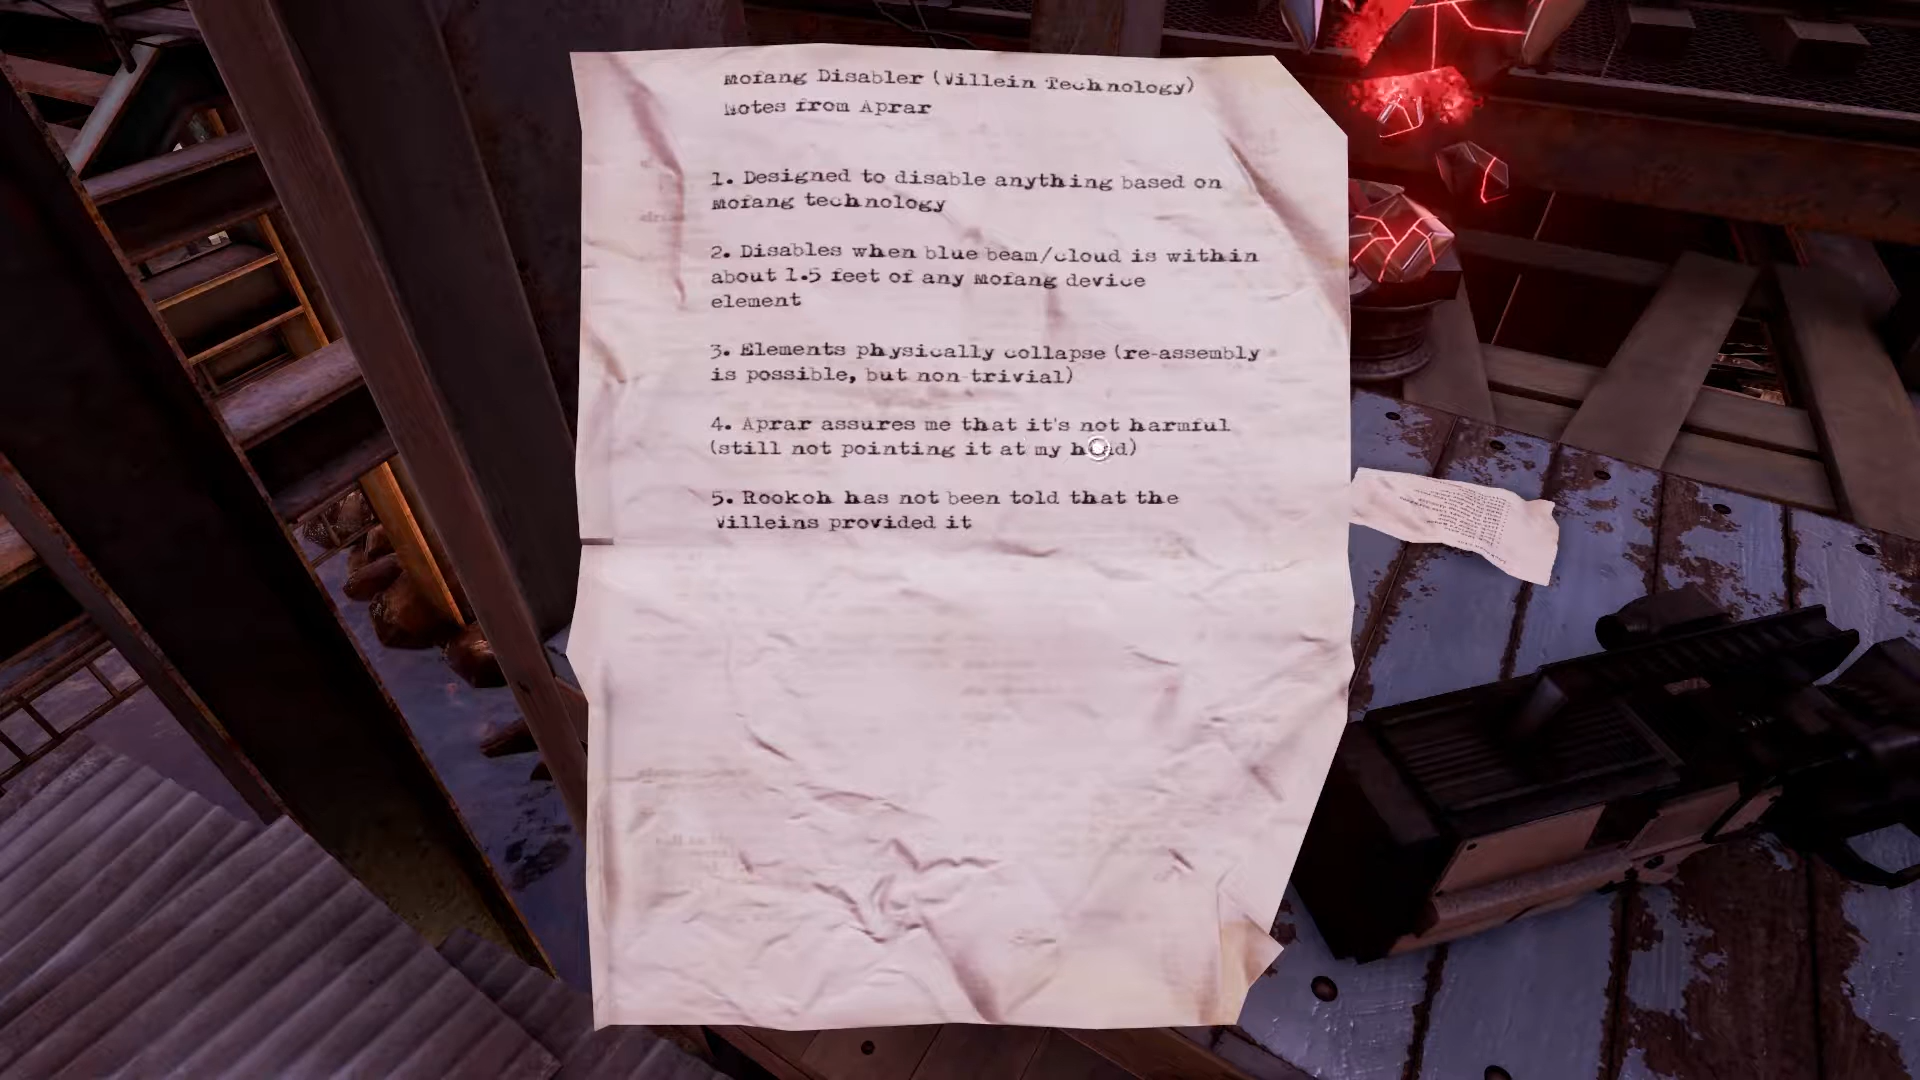 Mofang Disabler (Villein Technology)
Notes from Aprar
1. Designed to disable anything based on
Mofang technology
2. Disables when blue beam/cloud is within
about 1.5 feet of any Mofang device
element
3. Elements physically collapse (re-assembly
is possible, but non-trivial)
4. Aprar assures me that it's not harmful
(still not pointing it at my head)
5. Rookoh has not been told that the
Villeins provided it